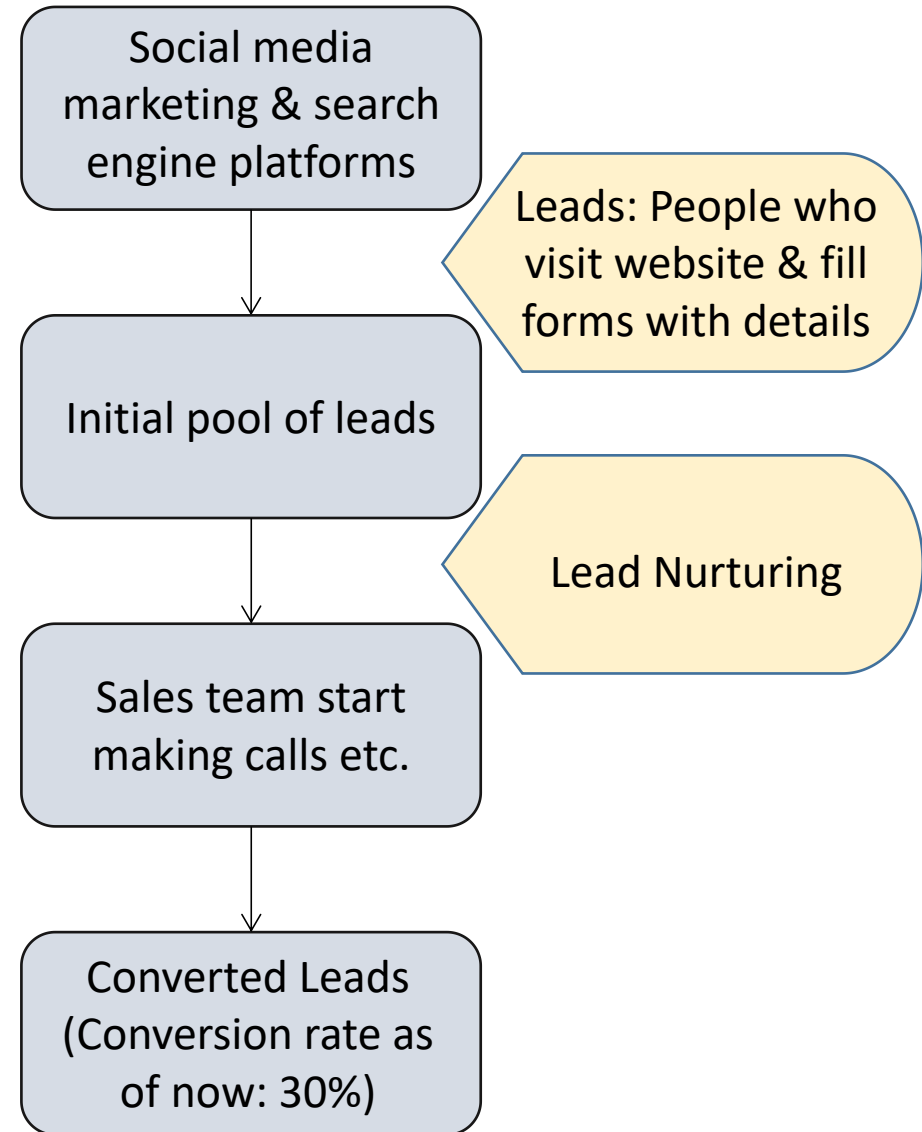 Social media
marketing & search
engine platforms
Leads: People who
visit website & fill
forms with details
Initial pool of leads
Lead Nurturing
Sales team start
making calls etc.
Converted Leads
(Conversion rate as
of now: 30%)